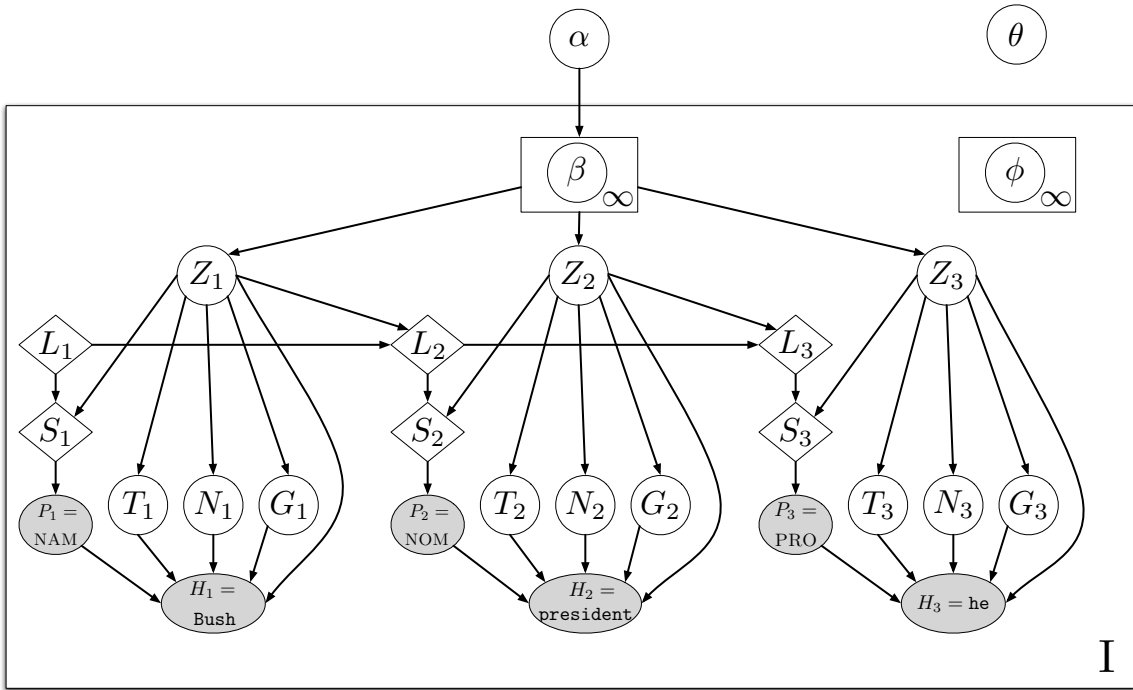 α
θ
β
∞
ϕ
∞
Z₁
Z₂
Z₃
L₁
L₂
L₃
S₁
S₂
S₃
P₁ =
NAM
T₁
N₁
G₁
P₂ =
NOM
T₂
N₂
G₂
P₃ =
PRO
T₃
N₃
G₃
H₁ =
Bush
H₂ =
president
H₃ = he
I